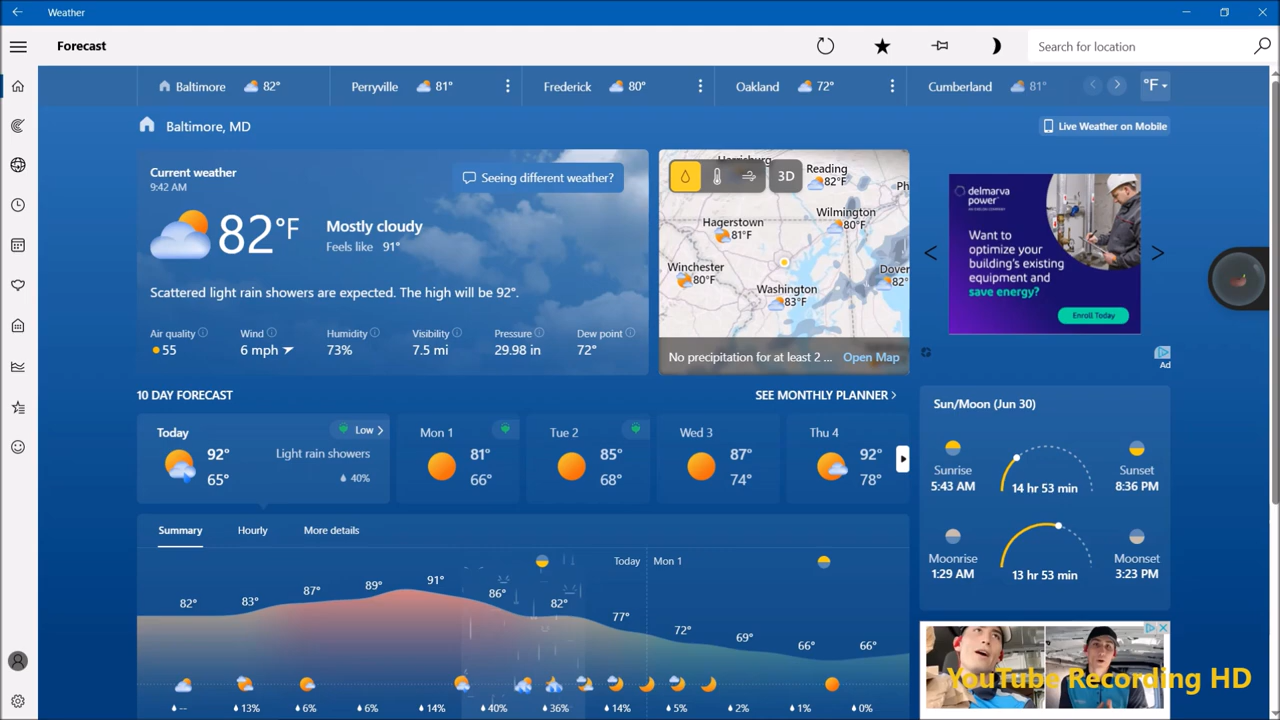 Weather
Forecast
Search for location
Baltimore 82°
Perryville 81°
Frederick 80°
Oakland 72°
Cumberland 81°
°F
Baltimore, MD
Live Weather on Mobile
Current weather
9:42 AM
Seeing different weather?
82°F
Mostly cloudy
Feels like 91°
Scattered light rain showers are expected. The high will be 92°.
Air quality
55
Wind
6 mph
Humidity
73%
Visibility
7.5 mi
Pressure
29.98 in
Dew point
72°
3D
Harrisburg
Reading
82°F
Ph
Wilmington
80°F
Hagerstown
81°F
Winchester
80°F
Dover
82°
Washington
83°F
No precipitation for at least 2 ...
Open Map
delmarva
power
AN EXELON COMPANY
Want to
optimize your
building's existing
equipment and
save energy?
Enroll Today
Ad
10 DAY FORECAST
SEE MONTHLY PLANNER
Today
Low
92°
65°
Light rain showers
40%
Mon 1
81°
66°
Tue 2
85°
68°
Wed 3
87°
74°
Thu 4
92°
78°
Sun/Moon (Jun 30)
Sunrise
5:43 AM
14 hr 53 min
Sunset
8:36 PM
Moonrise
1:29 AM
13 hr 53 min
Moonset
3:23 PM
Summary
Hourly
More details
Today
Mon 1
82° 83° 87° 89° 91° 86° 82° 77° 72° 69° 66° 66°
-- 13% 6% 6% 14% 40% 36% 14% 5% 2% 1% 0%
YouTube Recording HD